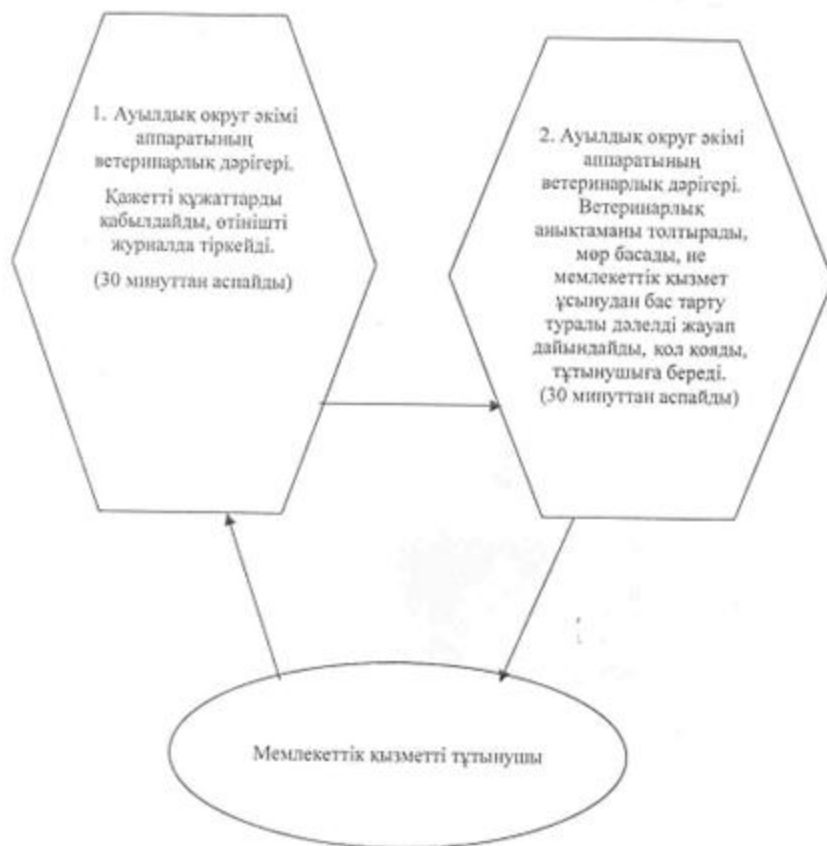 1. Ауылдық округ әкімі
аппаратының
ветеринарлық дәрігері.
Қажетті құжаттарды
қабылдайды, өтінішті
журналда тіркейді.
(30 минуттан аспайды)
2. Ауылдық округ әкімі
аппаратының
ветеринарлық дәрігері.
Ветеринарлық
анықтаманы толтырады,
мөр басады, не
мемлекеттік қызмет
ұсынудан бас тарту
туралы дәлелді жауап
дайындайды, қол қояды,
тұтынушыға береді.
(30 минуттан аспайды)
Мемлекеттік қызметті тұтынушы